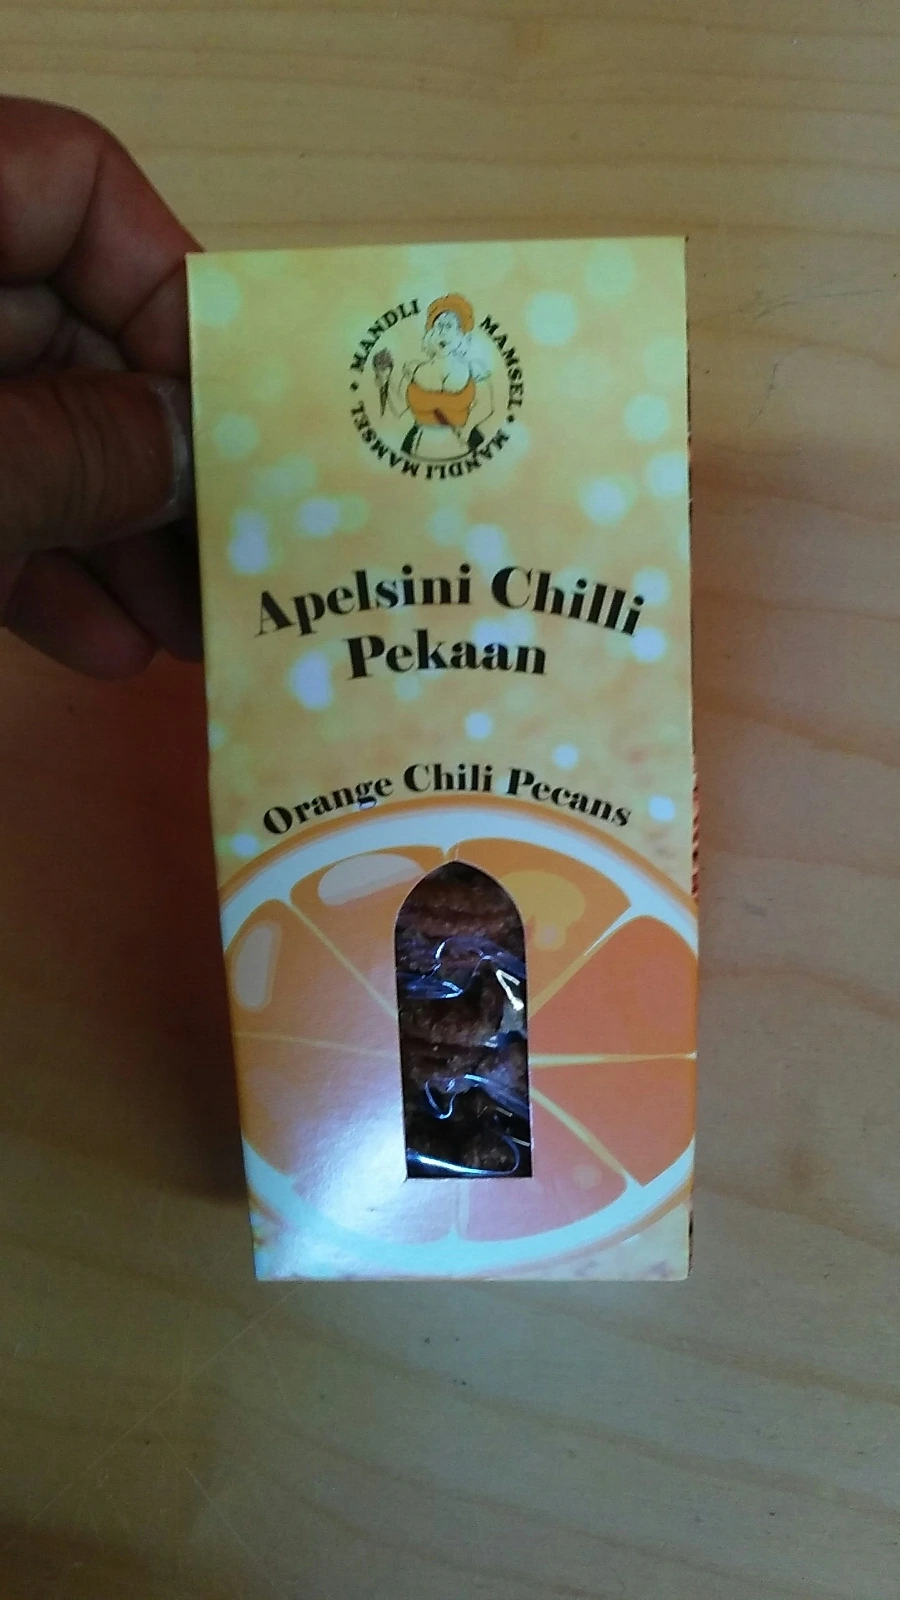 MANDLI MAMSEL • MANDLI MAMSEL •
Apelsini Chilli
Pekaan
Orange Chili Pecans